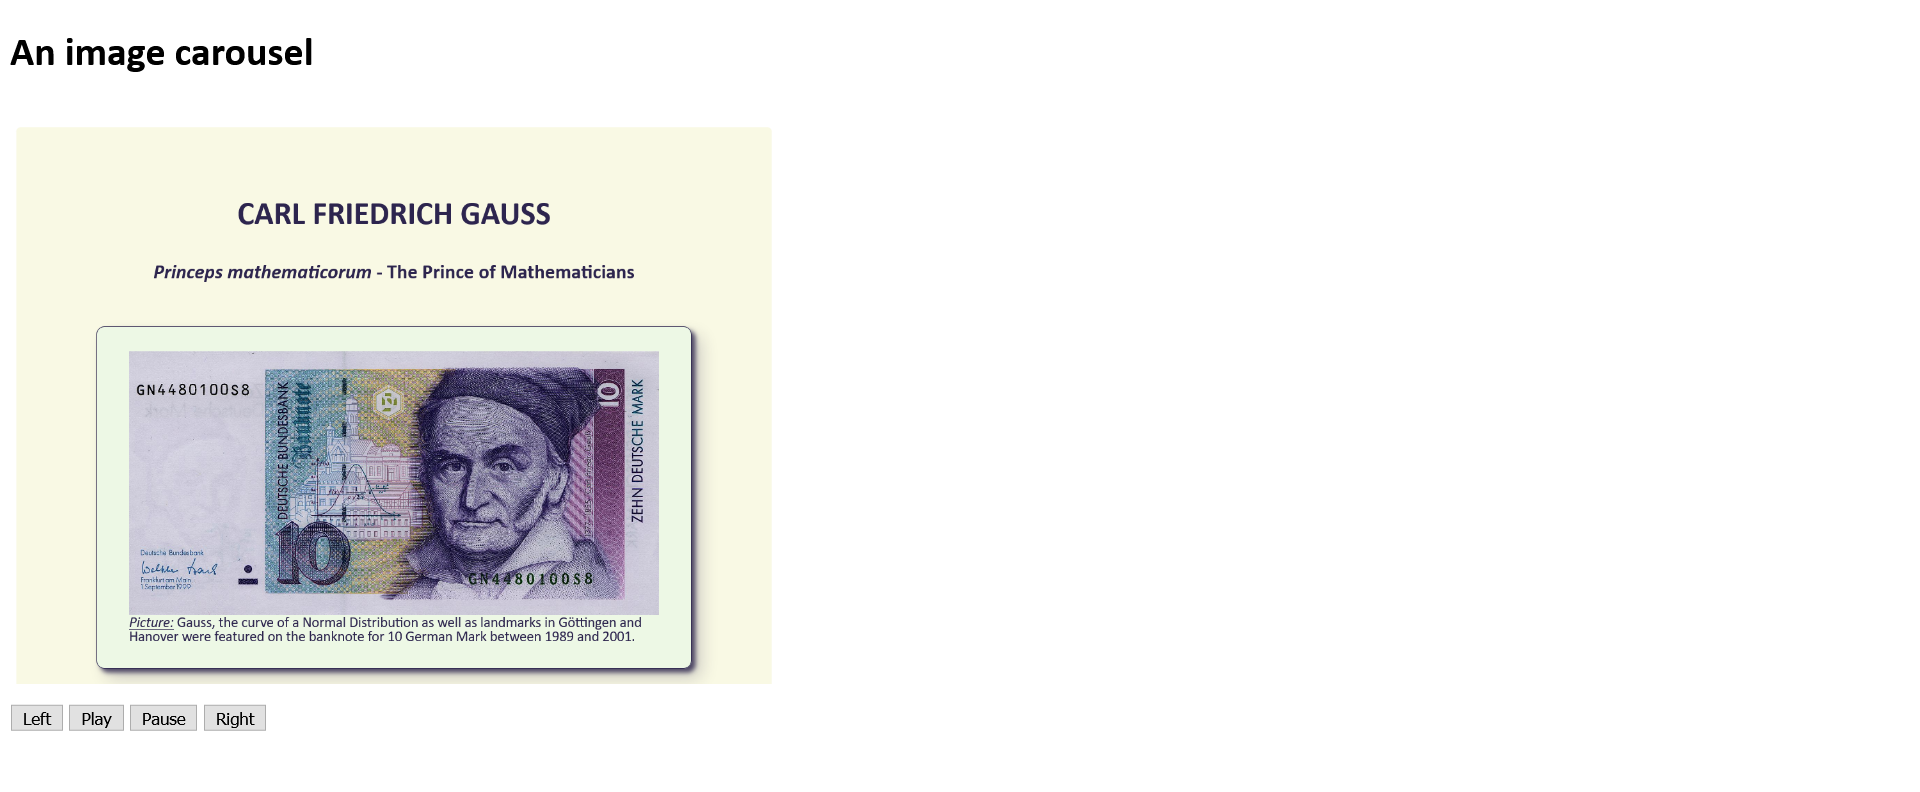 An image carousel
CARL FRIEDRICH GAUSS
Princeps mathematicorum - The Prince of Mathematicians
GN4480100S8
DEUTSCHE BUNDESBANK
Banknote
10
ZEHN DEUTSCHE MARK
10
Deutsche Bundesbank
Frankfurt am Main
1. September 1999
GN4480100S8
Picture: Gauss, the curve of a Normal Distribution as well as landmarks in Göttingen and
Hanover were featured on the banknote for 10 German Mark between 1989 and 2001.
Left Play Pause Right